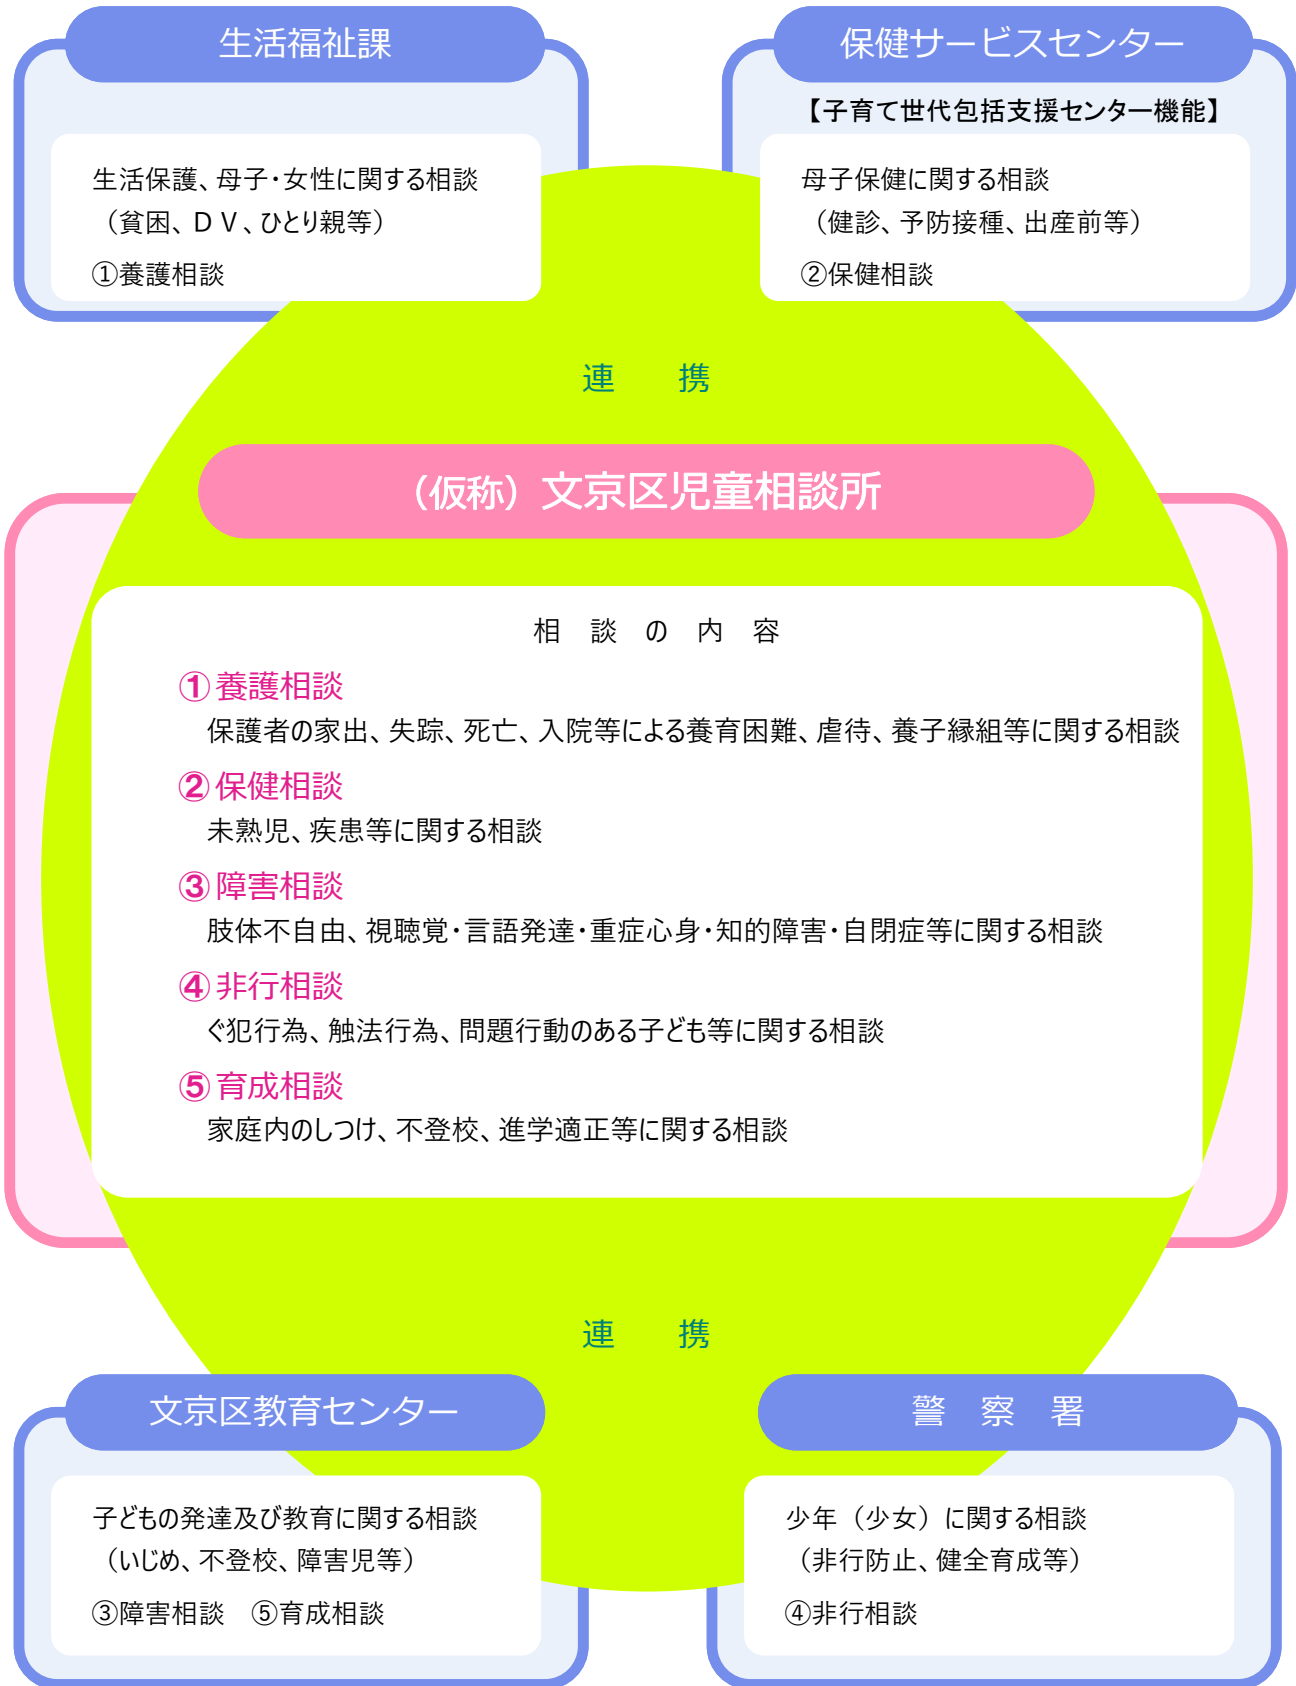 生活福祉課
生活保護、母子・女性に関する相談
（貧困、ＤＶ、ひとり親等）
①養護相談
保健サービスセンター
【子育て世代包括支援センター機能】
母子保健に関する相談
（健診、予防接種、出産前等）
②保健相談
連　携
（仮称）文京区児童相談所
相　談　の　内　容
①養護相談
保護者の家出、失踪、死亡、入院等による養育困難、虐待、養子縁組等に関する相談
②保健相談
未熟児、疾患等に関する相談
③障害相談
肢体不自由、視聴覚・言語発達・重症心身・知的障害・自閉症等に関する相談
④非行相談
ぐ犯行為、触法行為、問題行動のある子ども等に関する相談
⑤育成相談
家庭内のしつけ、不登校、進学適正等に関する相談
連　携
文京区教育センター
子どもの発達及び教育に関する相談
（いじめ、不登校、障害児等）
③障害相談　⑤育成相談
警　察　署
少年（少女）に関する相談
（非行防止、健全育成等）
④非行相談